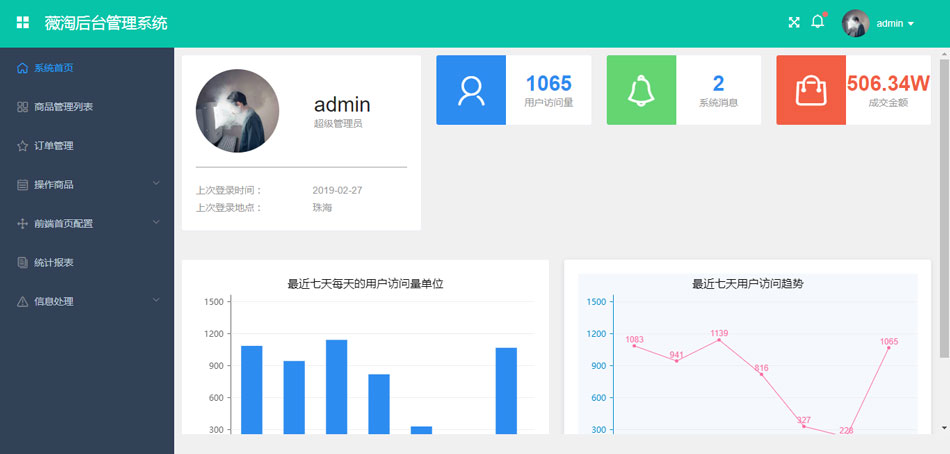 薇淘后台管理系统
admin
系统首页
商品管理列表
订单管理
操作商品
前端首页配置
统计报表
信息处理
admin
超级管理员
上次登录时间：
2019-02-27
上次登录地点：
珠海
1065
用户访问量
2
系统消息
506.34W
成交金额
最近七天每天的用户访问量单位
1500
1200
900
600
300
最近七天用户访问趋势
1500
1200
900
600
300
1083
941
1139
816
327
228
1065